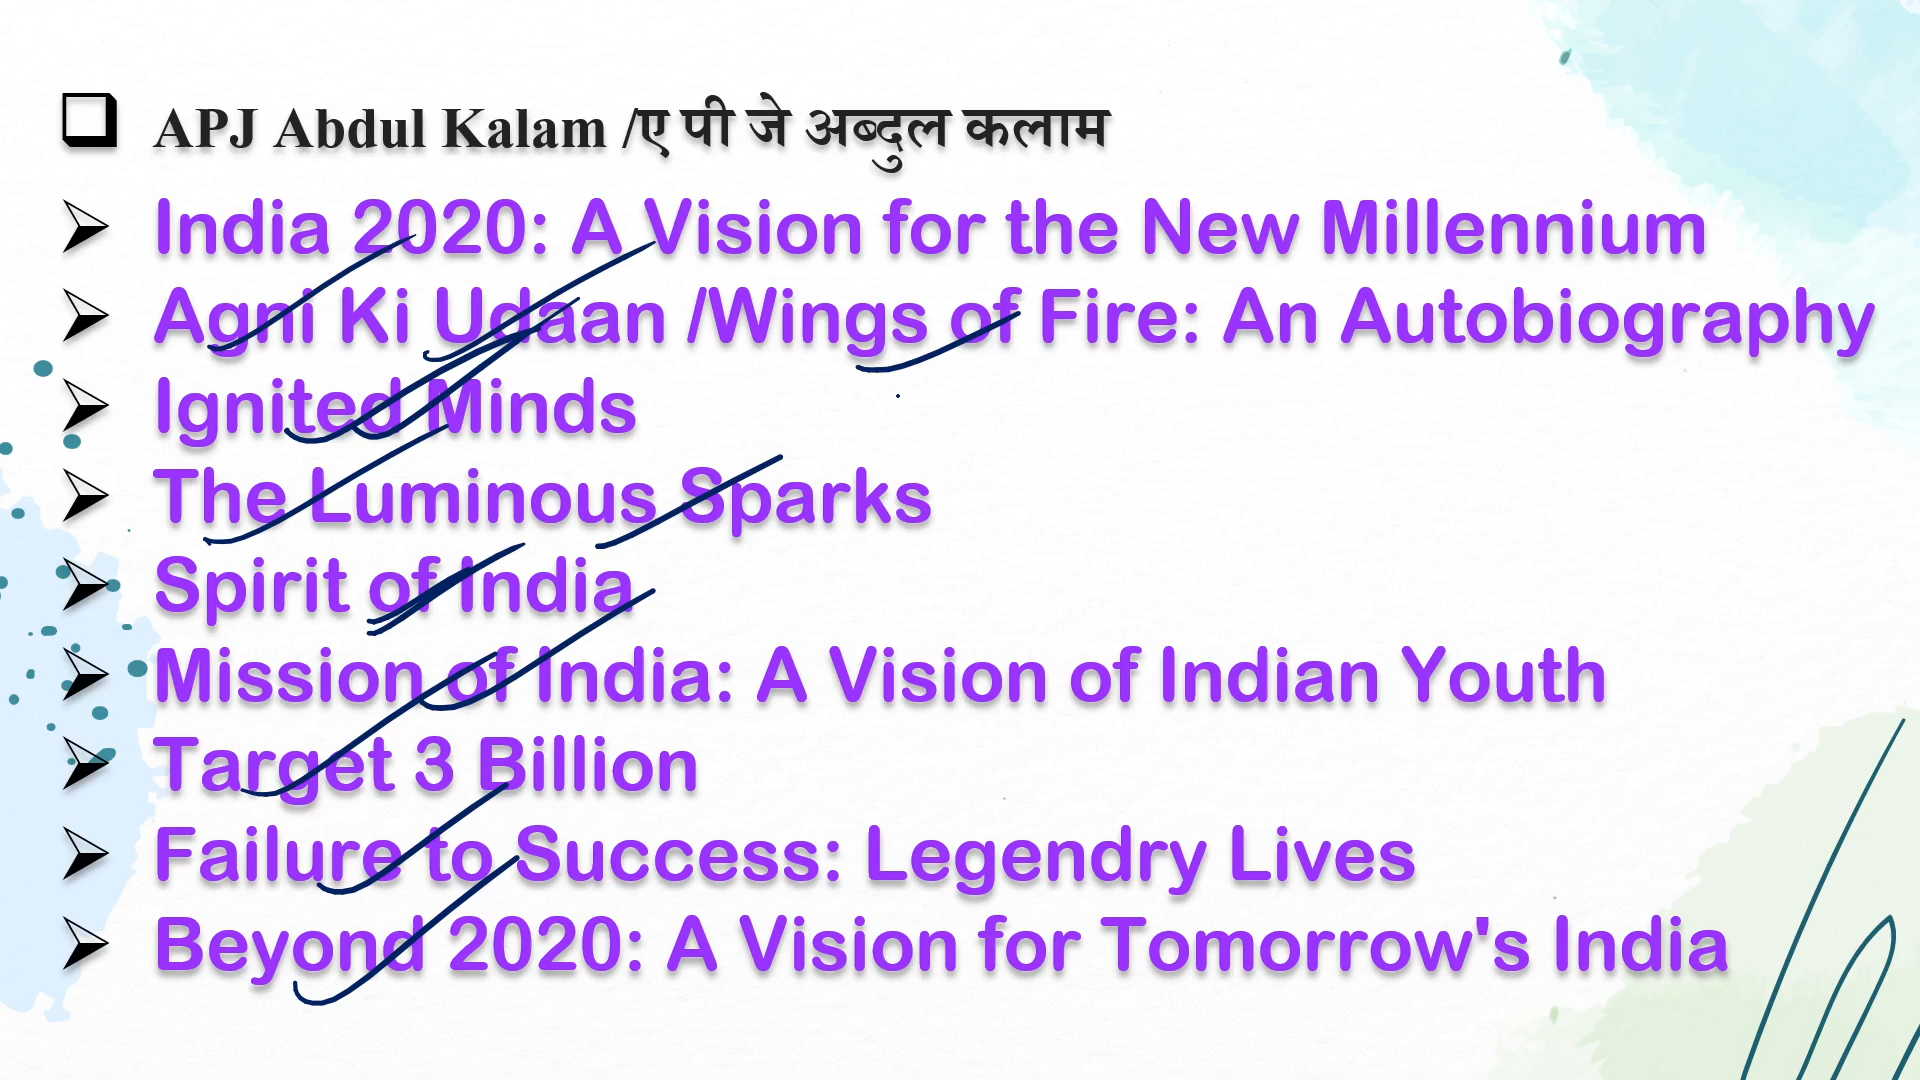 APJ Abdul Kalam /ए पी जे अब्दुल कलाम
India 2020: A Vision for the New Millennium
Agni Ki Udaan /Wings of Fire: An Autobiography
Ignited Minds
The Luminous Sparks
Spirit of India
Mission of India: A Vision of Indian Youth
Target 3 Billion
Failure to Success: Legendry Lives
Beyond 2020: A Vision for Tomorrow's India